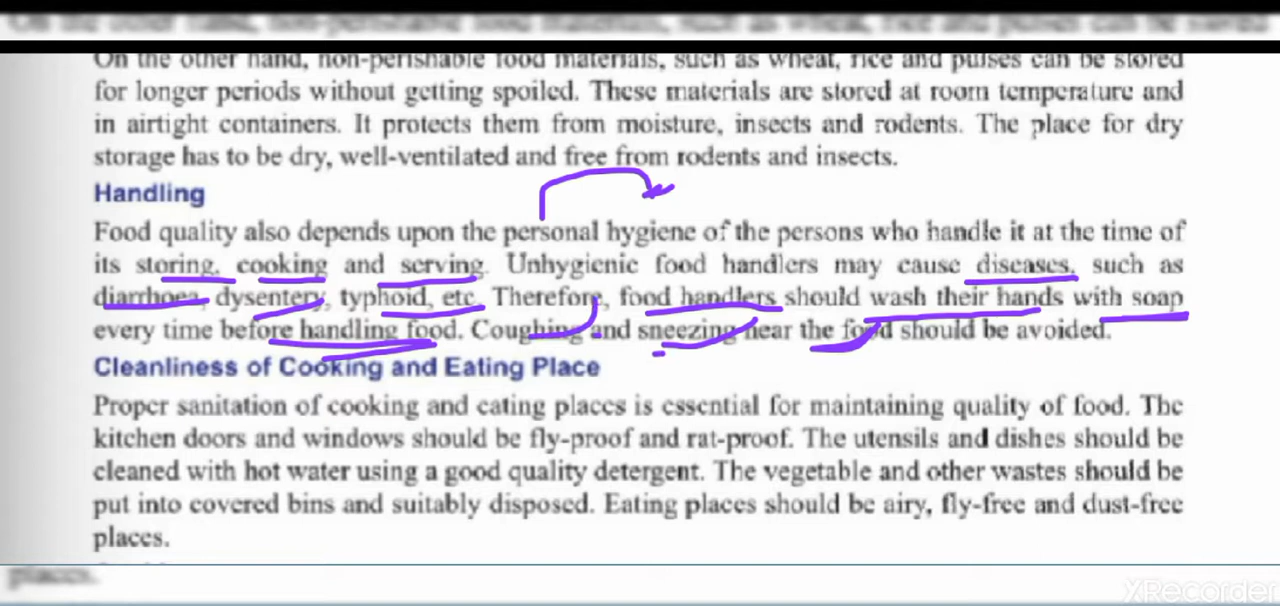 On the other hand, non-perishable food materials, such as wheat, rice and pulses can be stored
for longer periods without getting spoiled. These materials are stored at room temperature and
in airtight containers. It protects them from moisture, insects and rodents. The place for dry
storage has to be dry, well-ventilated and free from rodents and insects.
Handling
Food quality also depends upon the personal hygiene of the persons who handle it at the time of
its storing, cooking and serving. Unhygienic food handlers may cause diseases, such as
diarrhoea, dysentery, typhoid, etc. Therefore, food handlers should wash their hands with soap
every time before handling food. Coughing and sneezing near the food should be avoided.
Cleanliness of Cooking and Eating Place
Proper sanitation of cooking and eating places is essential for maintaining quality of food. The
kitchen doors and windows should be fly-proof and rat-proof. The utensils and dishes should be
cleaned with hot water using a good quality detergent. The vegetable and other wastes should be
put into covered bins and suitably disposed. Eating places should be airy, fly-free and dust-free
places.
places.
XRecorder